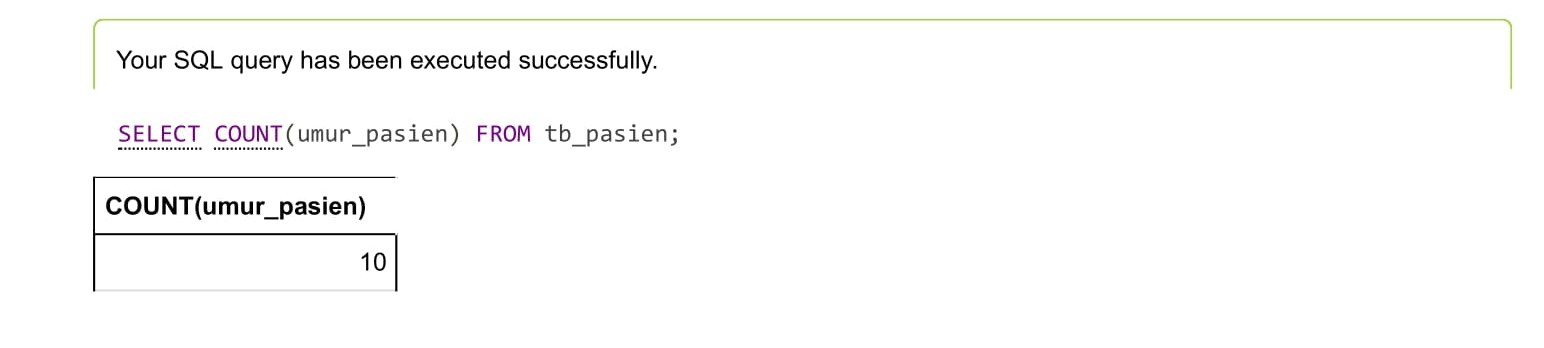 Your SQL query has been executed successfully.
SELECT COUNT(umur_pasien) FROM tb_pasien;
COUNT(umur_pasien)
10